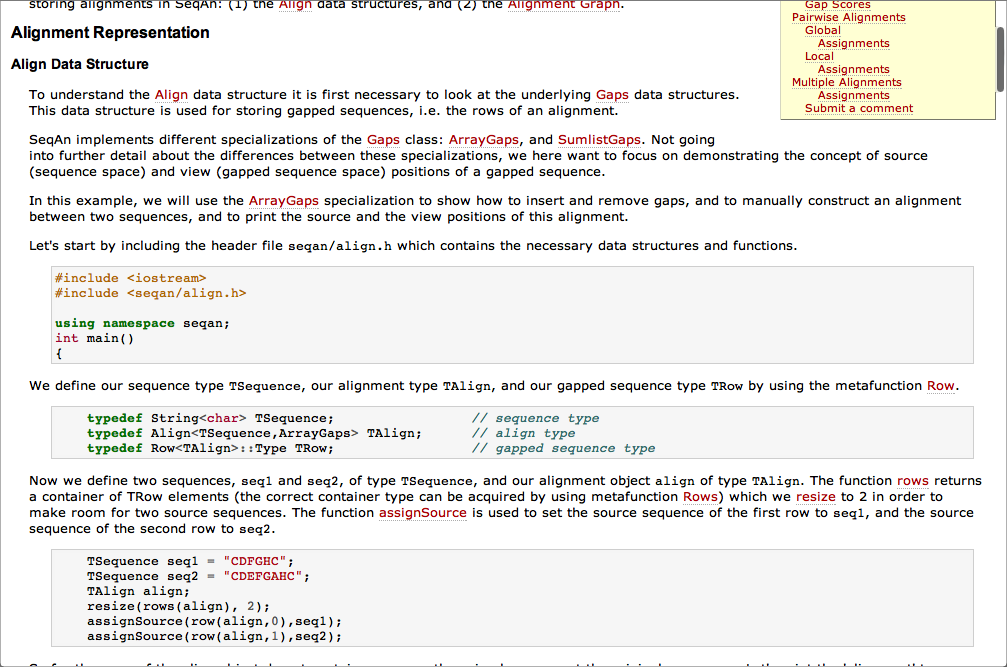 storing alignments in SeqAn: (1) the Align data structures, and (2) the Alignment Graph.
Alignment Representation
Align Data Structure
To understand the Align data structure it is first necessary to look at the underlying Gaps data structures.
This data structure is used for storing gapped sequences, i.e. the rows of an alignment.
SeqAn implements different specializations of the Gaps class: ArrayGaps, and SumlistGaps. Not going
into further detail about the differences between these specializations, we here want to focus on demonstrating the concept of source
(sequence space) and view (gapped sequence space) positions of a gapped sequence.
In this example, we will use the ArrayGaps specialization to show how to insert and remove gaps, and to manually construct an alignment
between two sequences, and to print the source and the view positions of this alignment.
Let's start by including the header file seqan/align.h which contains the necessary data structures and functions.
#include <iostream>
#include <seqan/align.h>
using namespace seqan;
int main()
{
We define our sequence type TSequence, our alignment type TAlign, and our gapped sequence type TRow by using the metafunction Row.
typedef String<char> TSequence; // sequence type
typedef Align<TSequence,ArrayGaps> TAlign; // align type
typedef Row<TAlign>::Type TRow; // gapped sequence type
Now we define two sequences, seq1 and seq2, of type TSequence, and our alignment object align of type TAlign. The function rows returns
a container of TRow elements (the correct container type can be acquired by using metafunction Rows) which we resize to 2 in order to
make room for two source sequences. The function assignSource is used to set the source sequence of the first row to seq1, and the source
sequence of the second row to seq2.
TSequence seq1 = "CDFGHC";
TSequence seq2 = "CDEFGAHC";
TAlign align;
resize(rows(align), 2);
assignSource(row(align,0),seq1);
assignSource(row(align,1),seq2);
Gap Scores
Pairwise Alignments
Global
Assignments
Local
Assignments
Multiple Alignments
Assignments
Submit a comment